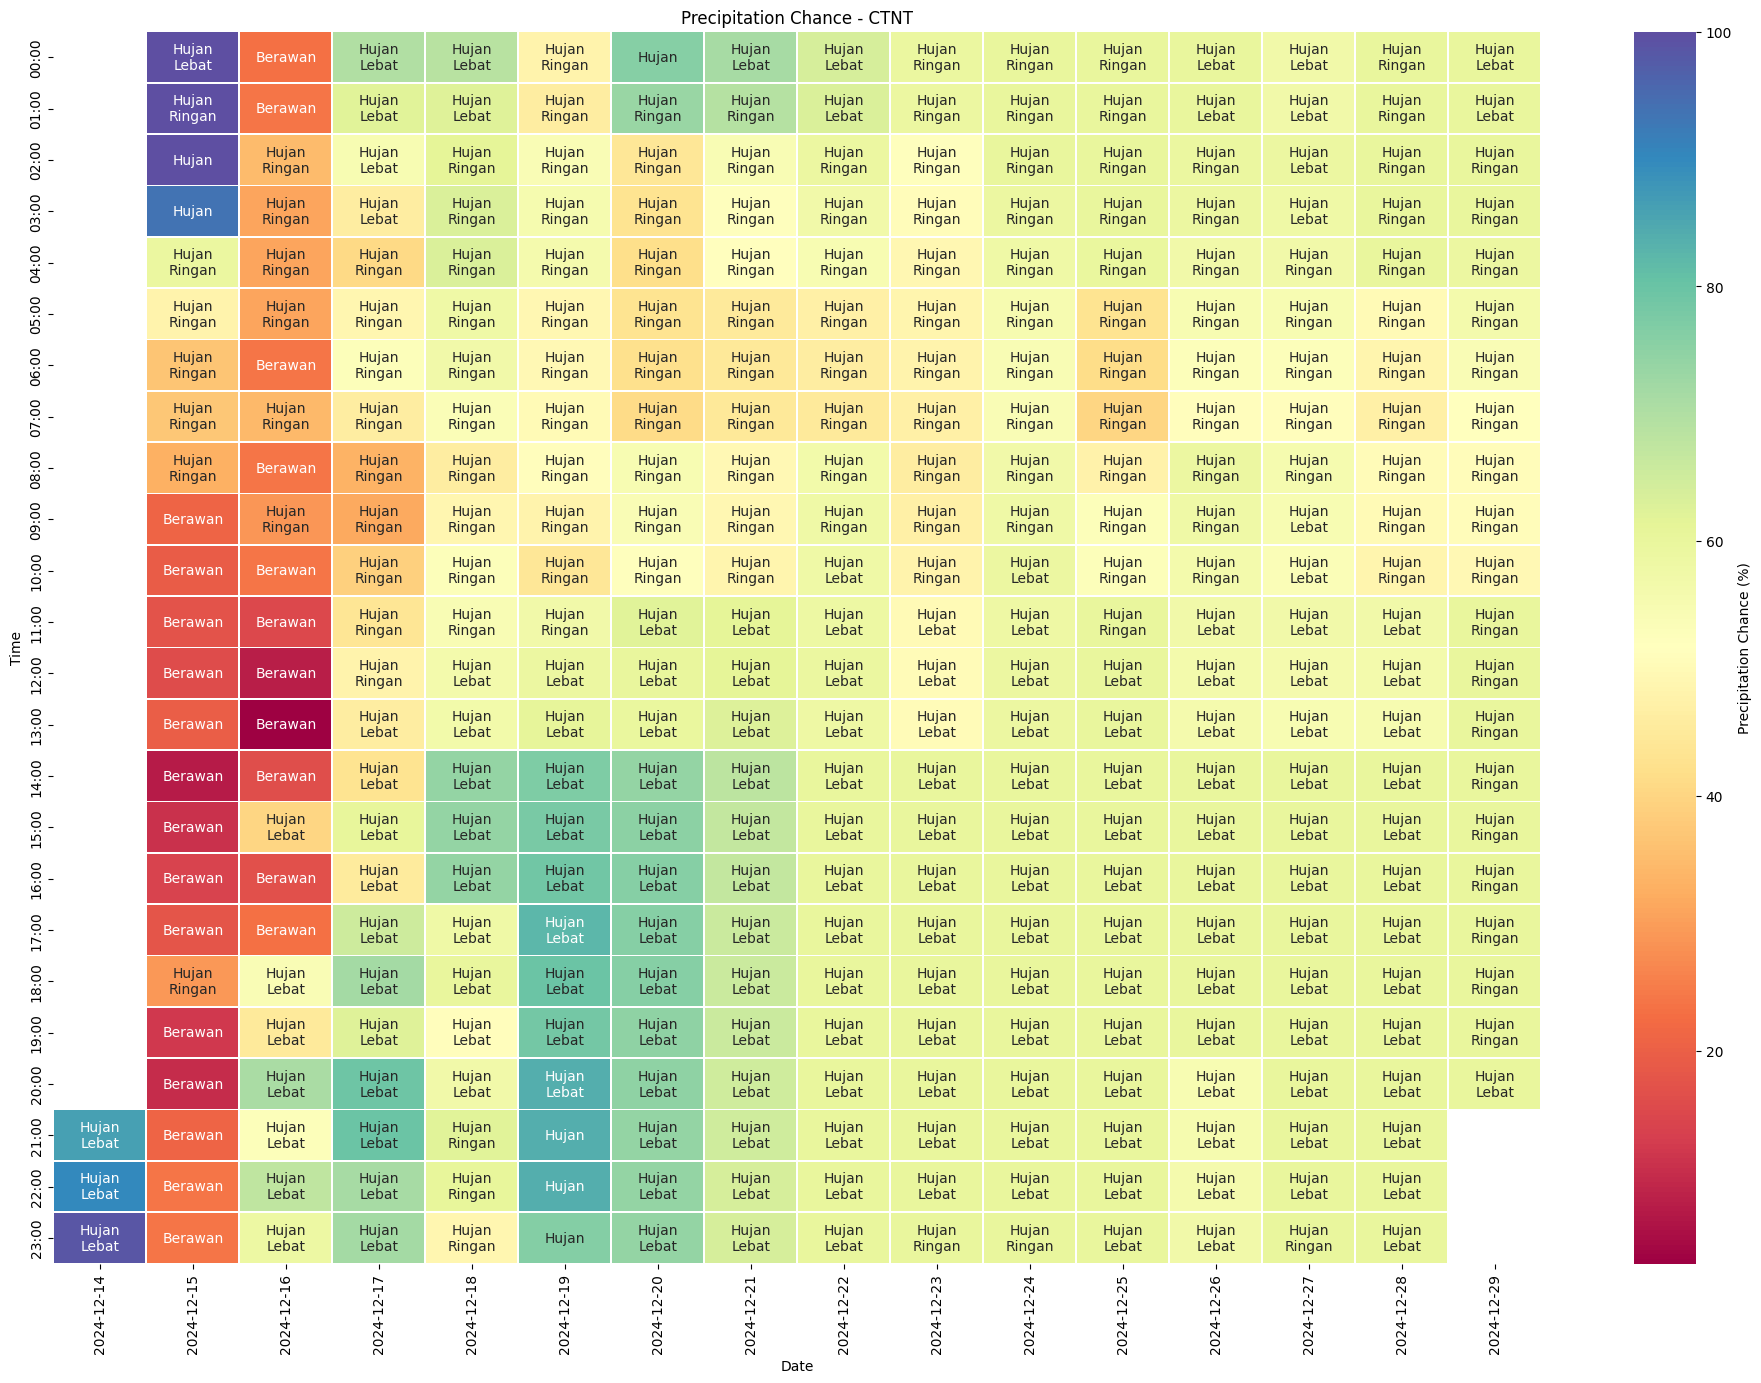 Precipitation Chance - CTNT
Time
00:00 Hujan Lebat Berawan Hujan Lebat Hujan Lebat Hujan Ringan Hujan Hujan Lebat Hujan Lebat Hujan Ringan Hujan Ringan Hujan Ringan Hujan Lebat Hujan Lebat Hujan Ringan Hujan Lebat
01:00 Hujan Ringan Berawan Hujan Lebat Hujan Lebat Hujan Ringan Hujan Ringan Hujan Ringan Hujan Lebat Hujan Ringan Hujan Ringan Hujan Ringan Hujan Lebat Hujan Lebat Hujan Ringan Hujan Lebat
02:00 Hujan Hujan Ringan Hujan Lebat Hujan Ringan Hujan Ringan Hujan Ringan Hujan Ringan Hujan Ringan Hujan Ringan Hujan Ringan Hujan Ringan Hujan Ringan Hujan Lebat Hujan Ringan Hujan Ringan
03:00 Hujan Hujan Ringan Hujan Lebat Hujan Ringan Hujan Ringan Hujan Ringan Hujan Ringan Hujan Ringan Hujan Ringan Hujan Ringan Hujan Ringan Hujan Ringan Hujan Lebat Hujan Ringan Hujan Ringan
04:00 Hujan Ringan Hujan Ringan Hujan Ringan Hujan Ringan Hujan Ringan Hujan Ringan Hujan Ringan Hujan Ringan Hujan Ringan Hujan Ringan Hujan Ringan Hujan Ringan Hujan Ringan Hujan Ringan Hujan Ringan
05:00 Hujan Ringan Hujan Ringan Hujan Ringan Hujan Ringan Hujan Ringan Hujan Ringan Hujan Ringan Hujan Ringan Hujan Ringan Hujan Ringan Hujan Ringan Hujan Ringan Hujan Ringan Hujan Ringan Hujan Ringan
06:00 Hujan Ringan Berawan Hujan Ringan Hujan Ringan Hujan Ringan Hujan Ringan Hujan Ringan Hujan Ringan Hujan Ringan Hujan Ringan Hujan Ringan Hujan Ringan Hujan Ringan Hujan Ringan Hujan Ringan
07:00 Hujan Ringan Hujan Ringan Hujan Ringan Hujan Ringan Hujan Ringan Hujan Ringan Hujan Ringan Hujan Ringan Hujan Ringan Hujan Ringan Hujan Ringan Hujan Ringan Hujan Ringan Hujan Ringan Hujan Ringan
08:00 Hujan Ringan Berawan Hujan Ringan Hujan Ringan Hujan Ringan Hujan Ringan Hujan Ringan Hujan Ringan Hujan Ringan Hujan Ringan Hujan Ringan Hujan Ringan Hujan Ringan Hujan Ringan Hujan Ringan
09:00 Berawan Hujan Ringan Hujan Ringan Hujan Ringan Hujan Ringan Hujan Ringan Hujan Ringan Hujan Ringan Hujan Ringan Hujan Ringan Hujan Ringan Hujan Ringan Hujan Lebat Hujan Ringan Hujan Ringan
10:00 Berawan Berawan Hujan Ringan Hujan Ringan Hujan Ringan Hujan Ringan Hujan Ringan Hujan Lebat Hujan Ringan Hujan Lebat Hujan Ringan Hujan Ringan Hujan Lebat Hujan Ringan Hujan Ringan
11:00 Berawan Berawan Hujan Ringan Hujan Ringan Hujan Ringan Hujan Lebat Hujan Lebat Hujan Lebat Hujan Lebat Hujan Lebat Hujan Ringan Hujan Lebat Hujan Lebat Hujan Lebat Hujan Ringan
12:00 Berawan Berawan Hujan Ringan Hujan Lebat Hujan Lebat Hujan Lebat Hujan Lebat Hujan Lebat Hujan Lebat Hujan Lebat Hujan Lebat Hujan Lebat Hujan Lebat Hujan Lebat Hujan Ringan
13:00 Berawan Berawan Hujan Lebat Hujan Lebat Hujan Lebat Hujan Lebat Hujan Lebat Hujan Lebat Hujan Lebat Hujan Lebat Hujan Lebat Hujan Lebat Hujan Lebat Hujan Lebat Hujan Ringan
14:00 Berawan Berawan Hujan Lebat Hujan Lebat Hujan Lebat Hujan Lebat Hujan Lebat Hujan Lebat Hujan Lebat Hujan Lebat Hujan Lebat Hujan Lebat Hujan Lebat Hujan Lebat Hujan Ringan
15:00 Berawan Hujan Lebat Hujan Lebat Hujan Lebat Hujan Lebat Hujan Lebat Hujan Lebat Hujan Lebat Hujan Lebat Hujan Lebat Hujan Lebat Hujan Lebat Hujan Lebat Hujan Lebat Hujan Ringan
16:00 Berawan Berawan Hujan Lebat Hujan Lebat Hujan Lebat Hujan Lebat Hujan Lebat Hujan Lebat Hujan Lebat Hujan Lebat Hujan Lebat Hujan Lebat Hujan Lebat Hujan Lebat Hujan Ringan
17:00 Berawan Berawan Hujan Lebat Hujan Lebat Hujan Lebat Hujan Lebat Hujan Lebat Hujan Lebat Hujan Lebat Hujan Lebat Hujan Lebat Hujan Lebat Hujan Lebat Hujan Lebat Hujan Ringan
18:00 Hujan Ringan Hujan Lebat Hujan Lebat Hujan Lebat Hujan Lebat Hujan Lebat Hujan Lebat Hujan Lebat Hujan Lebat Hujan Lebat Hujan Lebat Hujan Lebat Hujan Lebat Hujan Lebat Hujan Ringan
19:00 Berawan Hujan Lebat Hujan Lebat Hujan Lebat Hujan Lebat Hujan Lebat Hujan Lebat Hujan Lebat Hujan Lebat Hujan Lebat Hujan Lebat Hujan Lebat Hujan Lebat Hujan Lebat Hujan Ringan
20:00 Berawan Hujan Lebat Hujan Lebat Hujan Lebat Hujan Lebat Hujan Lebat Hujan Lebat Hujan Lebat Hujan Lebat Hujan Lebat Hujan Lebat Hujan Lebat Hujan Lebat Hujan Lebat Hujan Lebat
21:00 Hujan Lebat Berawan Hujan Lebat Hujan Lebat Hujan Ringan Hujan Hujan Lebat Hujan Lebat Hujan Lebat Hujan Lebat Hujan Lebat Hujan Lebat Hujan Lebat Hujan Lebat Hujan Lebat
22:00 Hujan Lebat Berawan Hujan Lebat Hujan Lebat Hujan Ringan Hujan Hujan Lebat Hujan Lebat Hujan Lebat Hujan Lebat Hujan Lebat Hujan Lebat Hujan Lebat Hujan Lebat Hujan Lebat
23:00 Hujan Lebat Berawan Hujan Lebat Hujan Lebat Hujan Ringan Hujan Hujan Lebat Hujan Lebat Hujan Lebat Hujan Ringan Hujan Ringan Hujan Lebat Hujan Lebat Hujan Ringan Hujan Lebat
2024-12-14 2024-12-15 2024-12-16 2024-12-17 2024-12-18 2024-12-19 2024-12-20 2024-12-21 2024-12-22 2024-12-23 2024-12-24 2024-12-25 2024-12-26 2024-12-27 2024-12-28 2024-12-29
Date
100
80
60
40
20
Precipitation Chance (%)